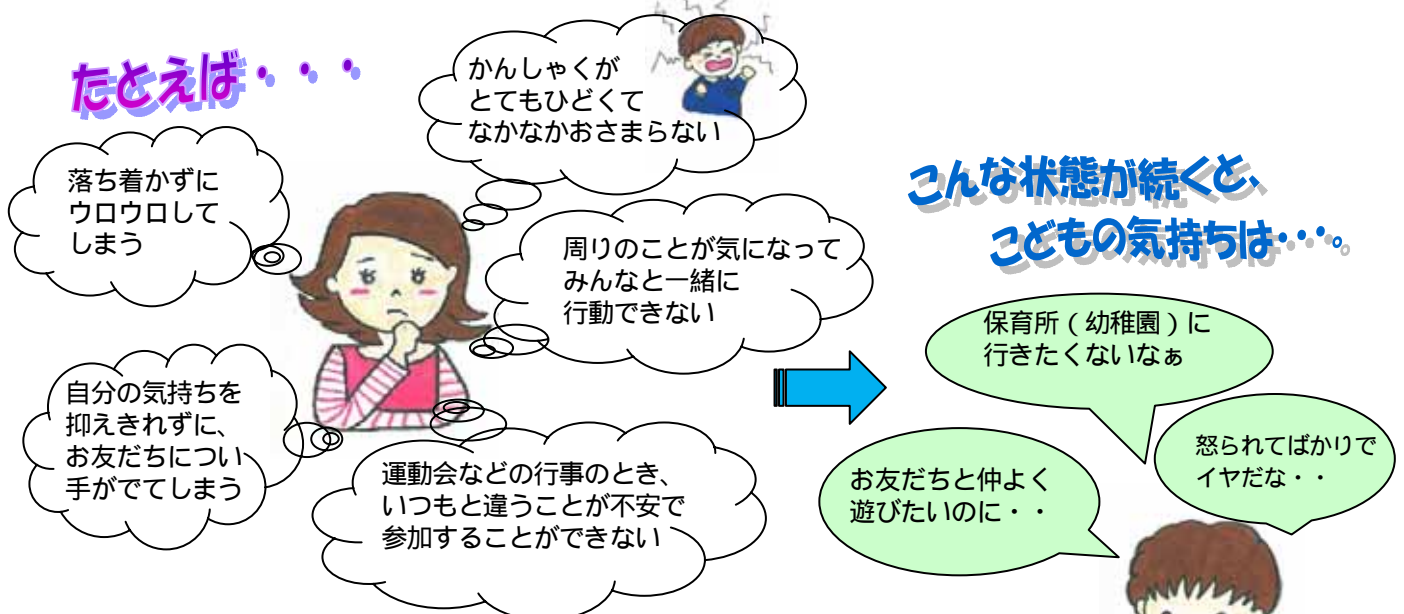 たとえば・・・
かんしゃくが
とてもひどくて
なかなかおさまらない
落ち着かずに
ウロウロして
しまう
周りのことが気になって
みんなと一緒に
行動できない
自分の気持ちを
抑えきれずに、
お友だちについ
手がでてしまう
運動会などの行事のとき、
いつもと違うことが不安で
参加することができない
こんな状態が続くと、
こどもの気持ちは・・・。
保育所（幼稚園）に
行きたくないなぁ
お友だちと仲よく
遊びたいのに・・
怒られてばかりで
イヤだな・・